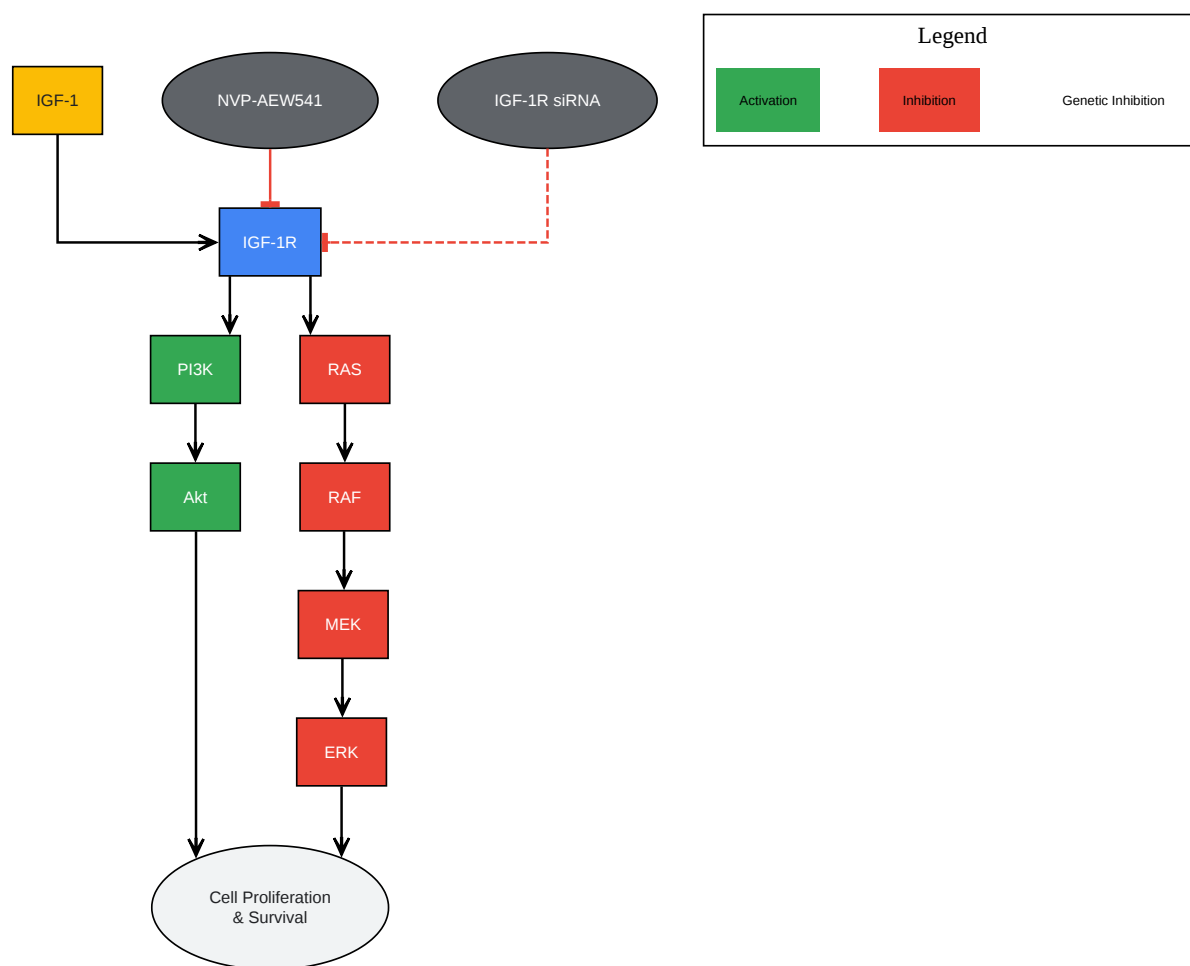 Legend
IGF-1
NVP-AEW541
IGF-1R siRNA
Activation
Inhibition
Genetic Inhibition
IGF-1R
PI3K
RAS
Akt
RAF
MEK
ERK
Cell Proliferation
& Survival